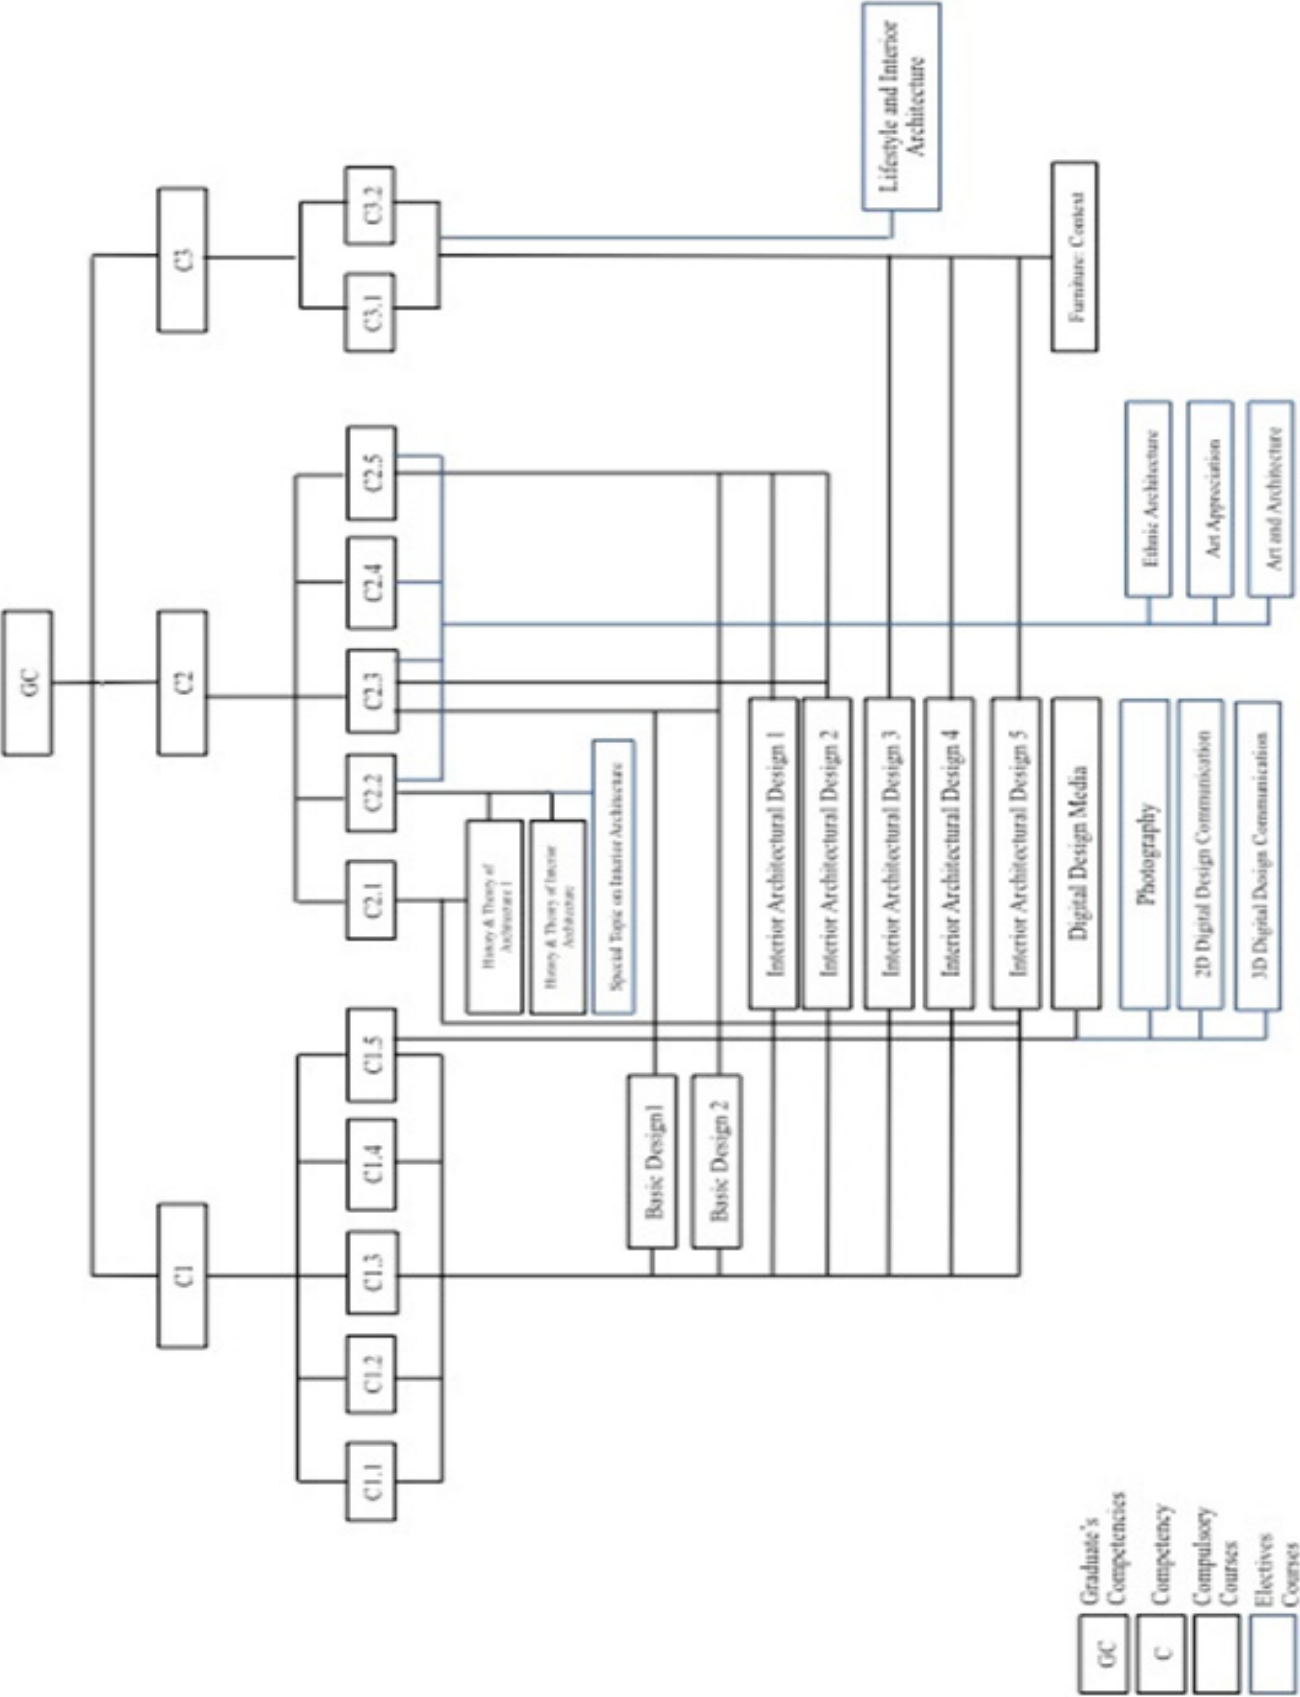 GC
C1
C2
C3
C1.1
C1.2
C1.3
C1.4
C1.5
C2.1
C2.2
C2.3
C2.4
C2.5
C3.1
C3.2
History & Theory of
Architecture 1
History & Theory of Interior
Architecture
Special Topic on Interior Architecture
Basic Design1
Basic Design 2
Interior Architectural Design 1
Interior Architectural Design 2
Interior Architectural Design 3
Lifestyle and Interior
Architecture
Interior Architectural Design 4
Interior Architectural Design 5
Digital Design Media
Furniture: Context
Photography
Ethnic Architecture
2D Digital Design Communication
Art Appreciation
3D Digital Design Communication
Art and Architecture
GC
Graduate's
Competencies
C
Competency
Compulsory
Courses
Electives
Courses